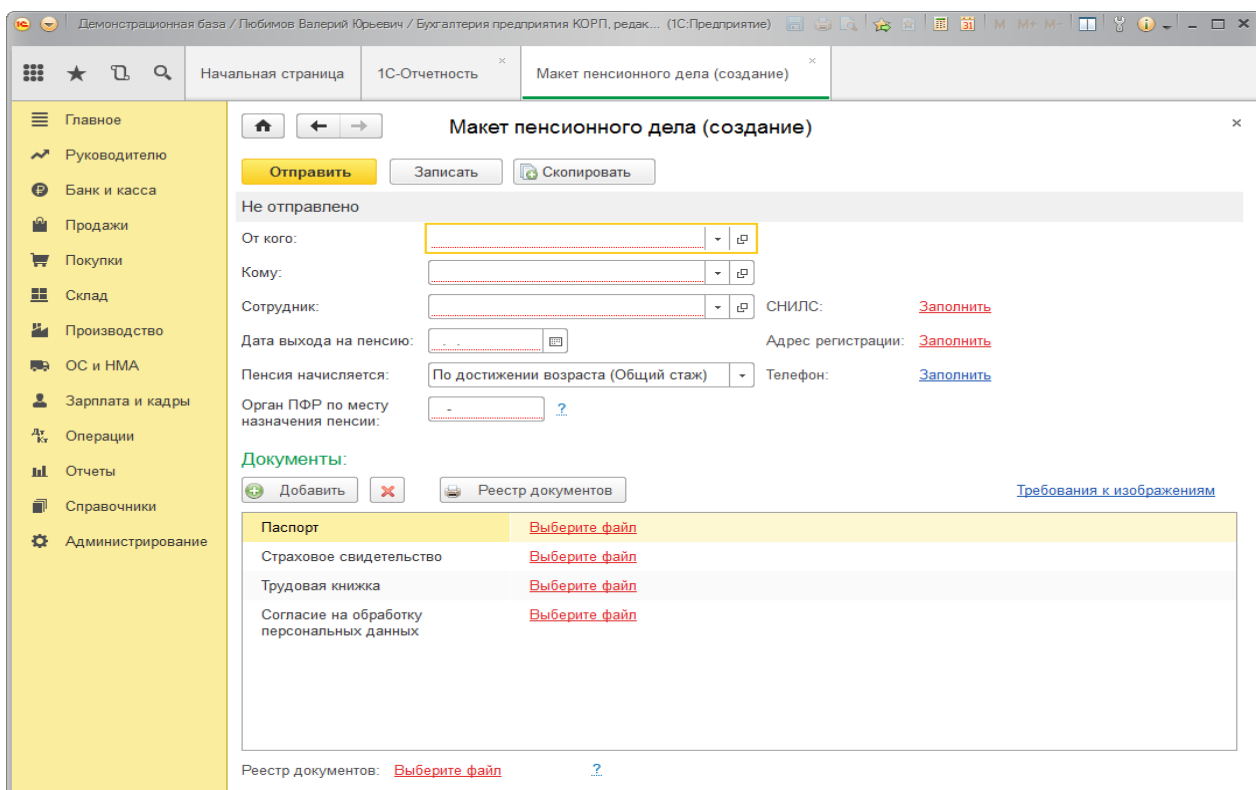 Демонстрационная база / Любимов Валерий Юрьевич / Бухгалтерия предприятия КОРП, редак... (1С:Предприятие)
M M+ M-
Начальная страница
1С-Отчетность
Макет пенсионного дела (создание)
Главное
Руководителю
Банк и касса
Продажи
Покупки
Склад
Производство
ОС и НМА
Зарплата и кадры
Операции
Отчеты
Справочники
Администрирование
Макет пенсионного дела (создание)
Отправить Записать Скопировать
Не отправлено
От кого:
Кому:
Сотрудник: СНИЛС: Заполнить
Дата выхода на пенсию: . . Адрес регистрации: Заполнить
Пенсия начисляется: По достижении возраста (Общий стаж) Телефон: Заполнить
Орган ПФР по месту
назначения пенсии: - ?
Документы:
Добавить Реестр документов Требования к изображениям
Паспорт Выберите файл
Страховое свидетельство Выберите файл
Трудовая книжка Выберите файл
Согласие на обработку Выберите файл
персональных данных
Реестр документов: Выберите файл ?